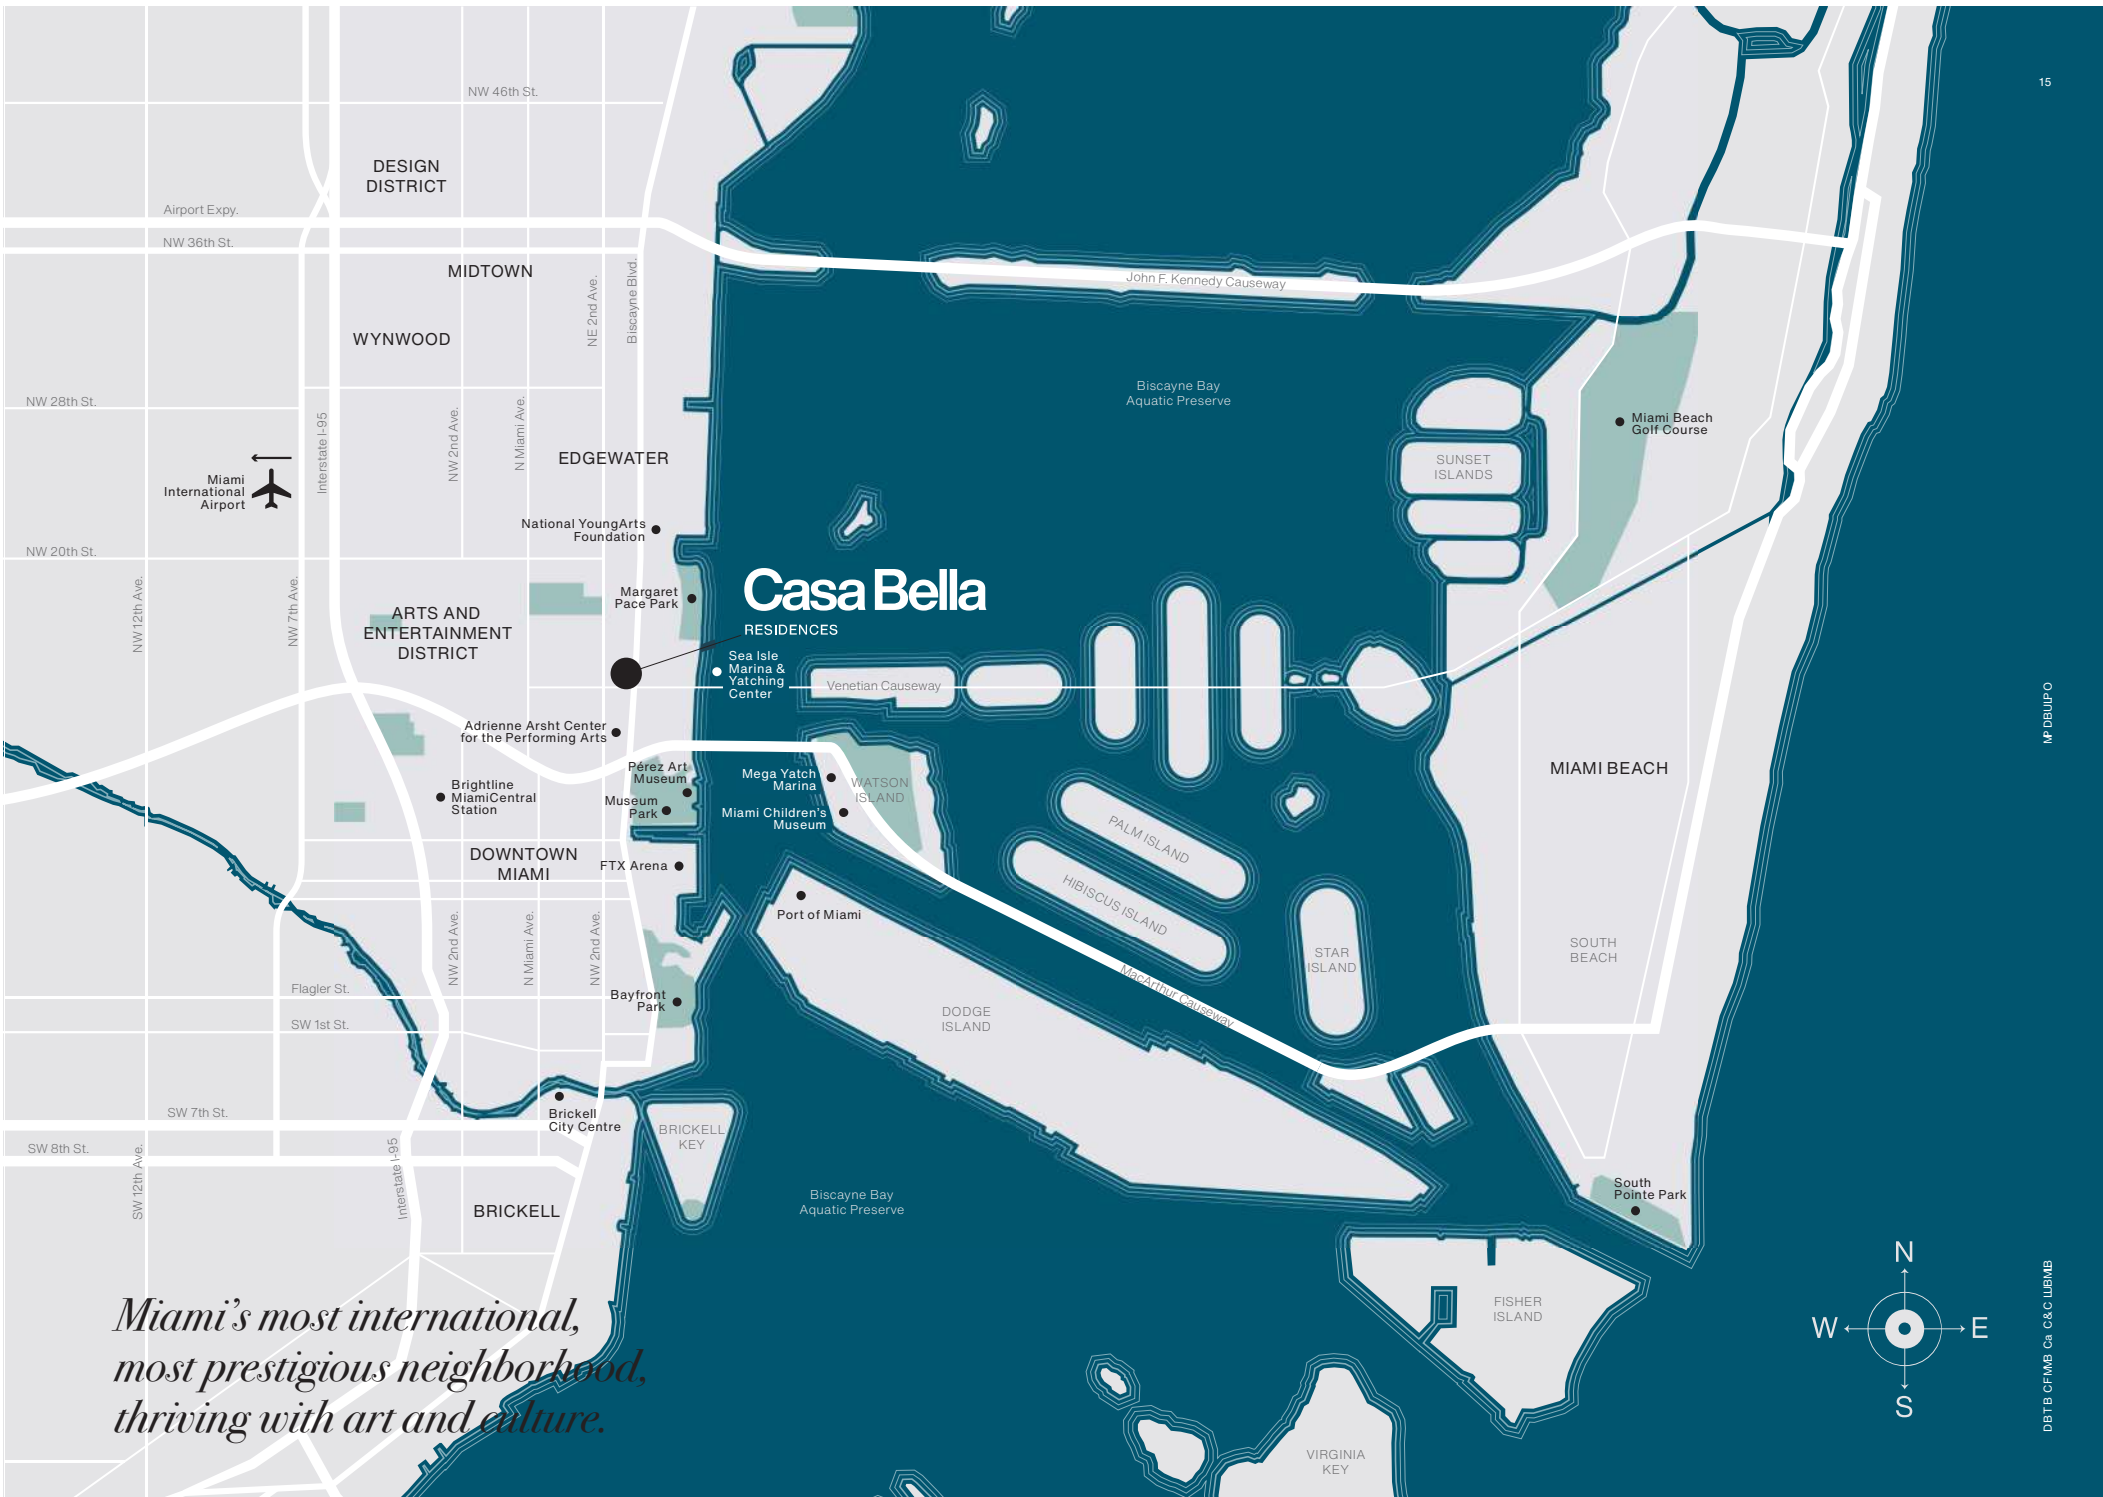 15
NW 46th St.
DESIGN
DISTRICT
Airport Expy.
NW 36th St.
MIDTOWN
WYNWOOD
NE 2nd Ave.
Biscayne Blvd.
John F. Kennedy Causeway
Biscayne Bay
Aquatic Preserve
NW 28th St.
Interstate I-95
NW 2nd Ave.
N Miami Ave.
EDGEWATER
Miami
International
Airport
SUNSET
ISLANDS
Miami Beach
Golf Course
National YoungArts
Foundation
NW 20th St.
NW 12th Ave.
NW 7th Ave.
ARTS AND
ENTERTAINMENT
DISTRICT
Margaret
Pace Park
Casa Bella
RESIDENCES
Sea Isle
Marina &
Yatching
Center
Venetian Causeway
Adrienne Arsht Center
for the Performing Arts
Pérez Art
Museum
Museum
Park
Brightline
MiamiCentral
Station
Mega Yatch
Marina
Miami Children's
Museum
WATSON
ISLAND
MIAMI BEACH
MP DBUJPO
PALM ISLAND
HIBISCUS ISLAND
DOWNTOWN
MIAMI
FTX Arena
Port of Miami
STAR
ISLAND
SOUTH
BEACH
NW 2nd Ave.
N Miami Ave.
NW 2nd Ave.
Flagler St.
SW 1st St.
Bayfront
Park
DODGE
ISLAND
MacArthur Causeway
SW 7th St.
SW 8th St.
SW 12th Ave.
Interstate I-95
Brickell
City Centre
BRICKELL
KEY
BRICKELL
Biscayne Bay
Aquatic Preserve
South
Pointe Park
FISHER
ISLAND
VIRGINIA
KEY
N
W
E
S
Miami's most international,
most prestigious neighborhood,
thriving with art and culture.